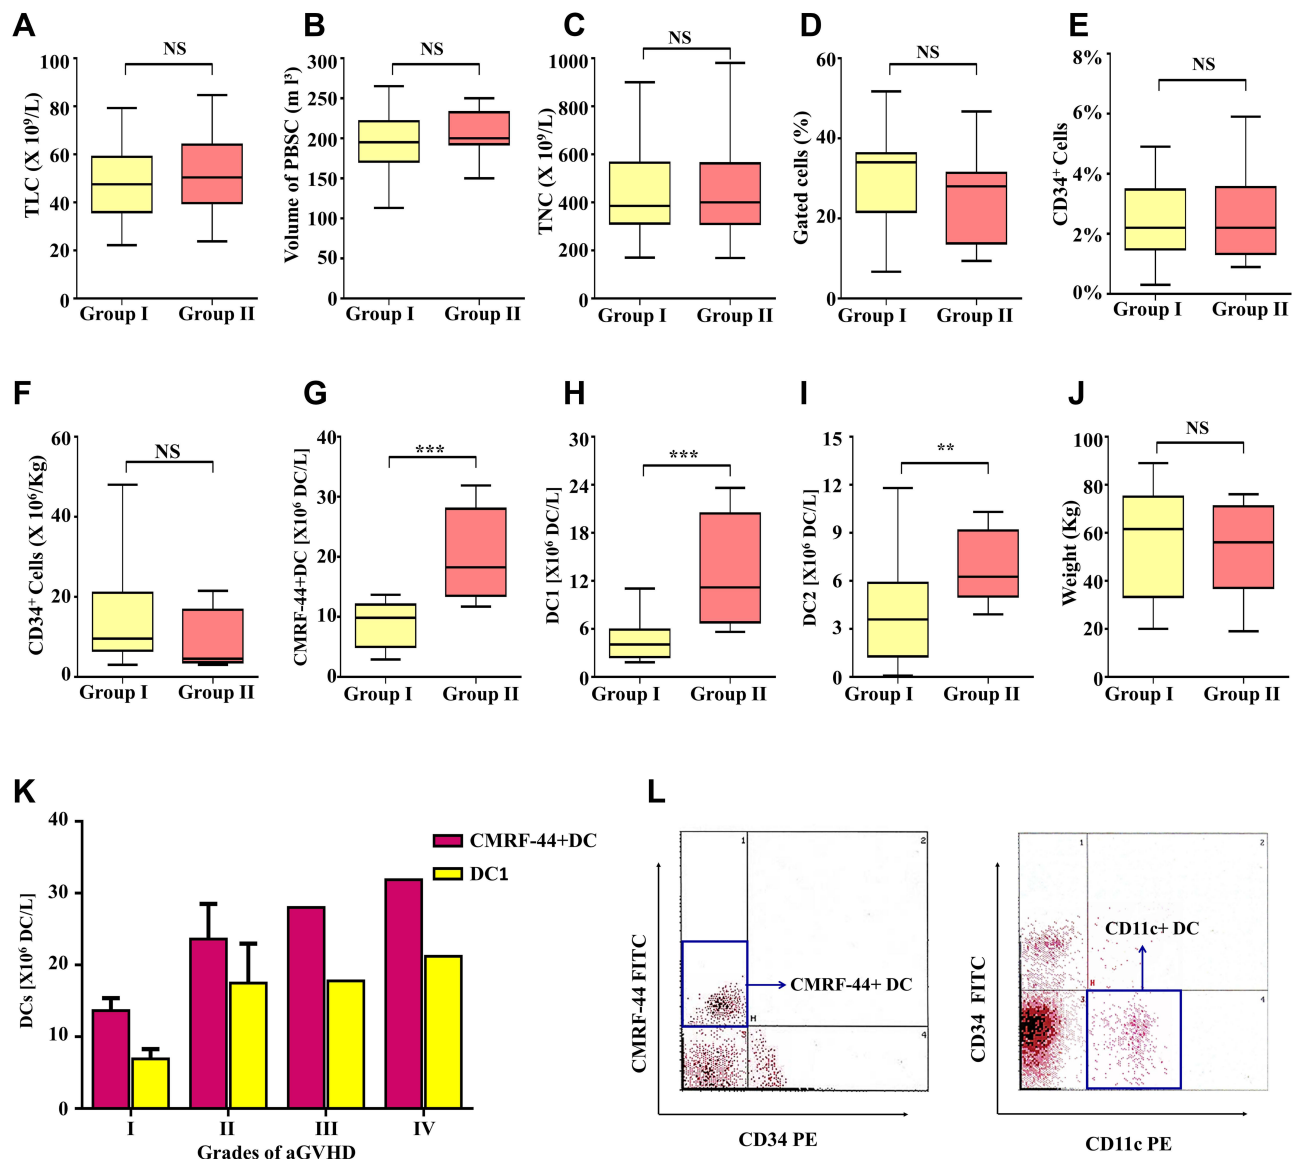 A
NS
TLC (X 10⁹/L)
100
80
60
40
20
0
Group I
Group II
B
NS
Volume of PBSC (m l³)
300
250
200
150
100
50
0
Group I
Group II
C
NS
TNC (X 10⁹/L)
1000
800
600
400
200
0
Group I
Group II
D
NS
Gated cells (%)
60
40
20
0
Group I
Group II
E
NS
CD34⁺ Cells
8%
6%
4%
2%
0%
Group I
Group II
F
NS
CD34⁺ Cells (X 10⁶/Kg)
60
40
20
0
Group I
Group II
G
***
CMRF-44+DC [X10⁶ DC/L]
40
30
20
10
0
Group I
Group II
H
***
DC1 [X10⁶ DC/L]
30
24
18
12
6
0
Group I
Group II
I
**
DC2 [X10⁶ DC/L]
15
12
9
6
3
0
Group I
Group II
J
NS
Weight (Kg)
100
80
60
40
20
0
Group I
Group II
K
DCs [X10⁶ DC/L]
40
30
20
10
0
CMRF-44+DC
DC1
I
II
III
IV
Grades of aGVHD
L
CMRF-44 FITC
1
2
3
4
H
CMRF-44+ DC
CD34 PE
CD34 FITC
1
2
3
4
H
CD11c+ DC
CD11c PE